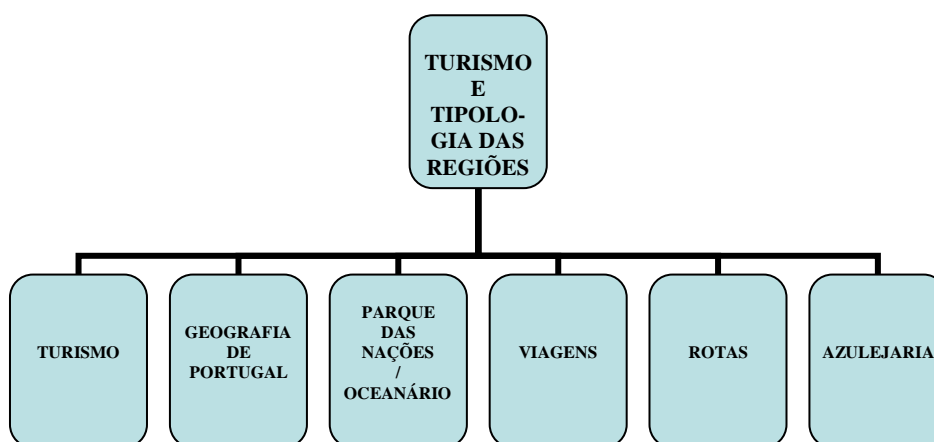 TURISMO
E
TIPOLO-
GIA DAS
REGIÕES
TURISMO
GEOGRAFIA
DE
PORTUGAL
PARQUE
DAS
NAÇÕES
/
OCEANÁRIO
VIAGENS
ROTAS
AZULEJARIA